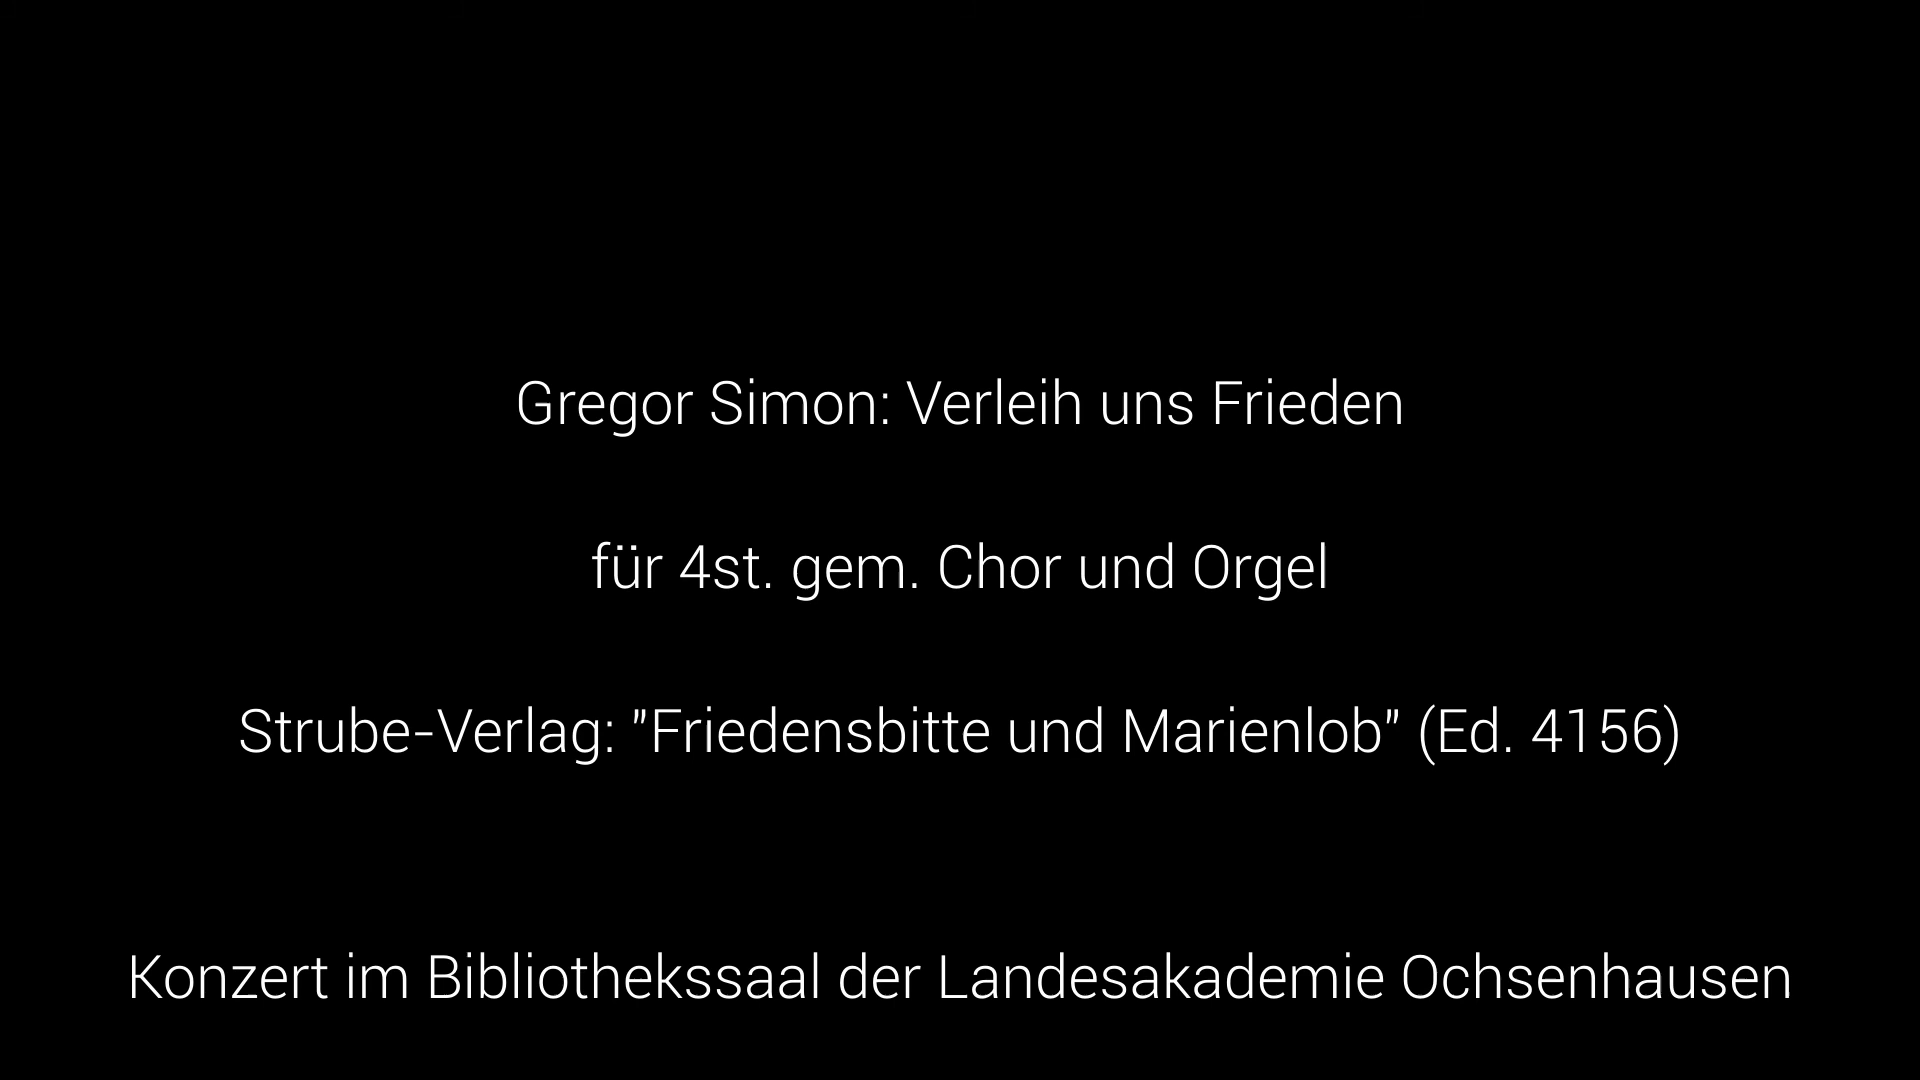 Gregor Simon: Verleih uns Frieden
für 4st. gem. Chor und Orgel
Strube-Verlag: "Friedensbitte und Marienlob" (Ed. 4156)
Konzert im Bibliothekssaal der Landesakademie Ochsenhausen